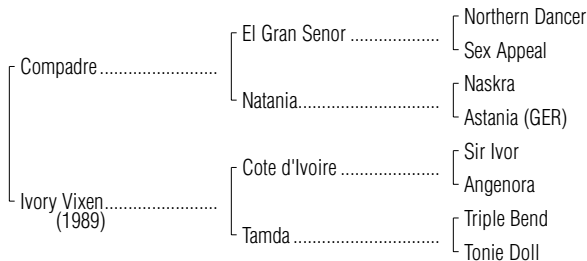 Northern Dancer
El Gran Senor
Sex Appeal
Compadre
Naskra
Natania
Astania (GER)
Sir Ivor
Cote d'Ivoire
Angenora
Ivory Vixen
(1989)
Triple Bend
Tamda
Tonie Doll